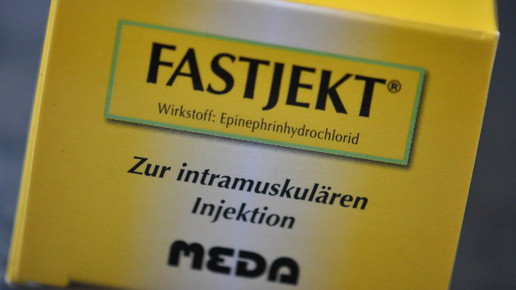 FASTJEKT®
Wirkstoff: Epinephrinhydrochlorid
Zur intramuskulären
Injektion
MEDA